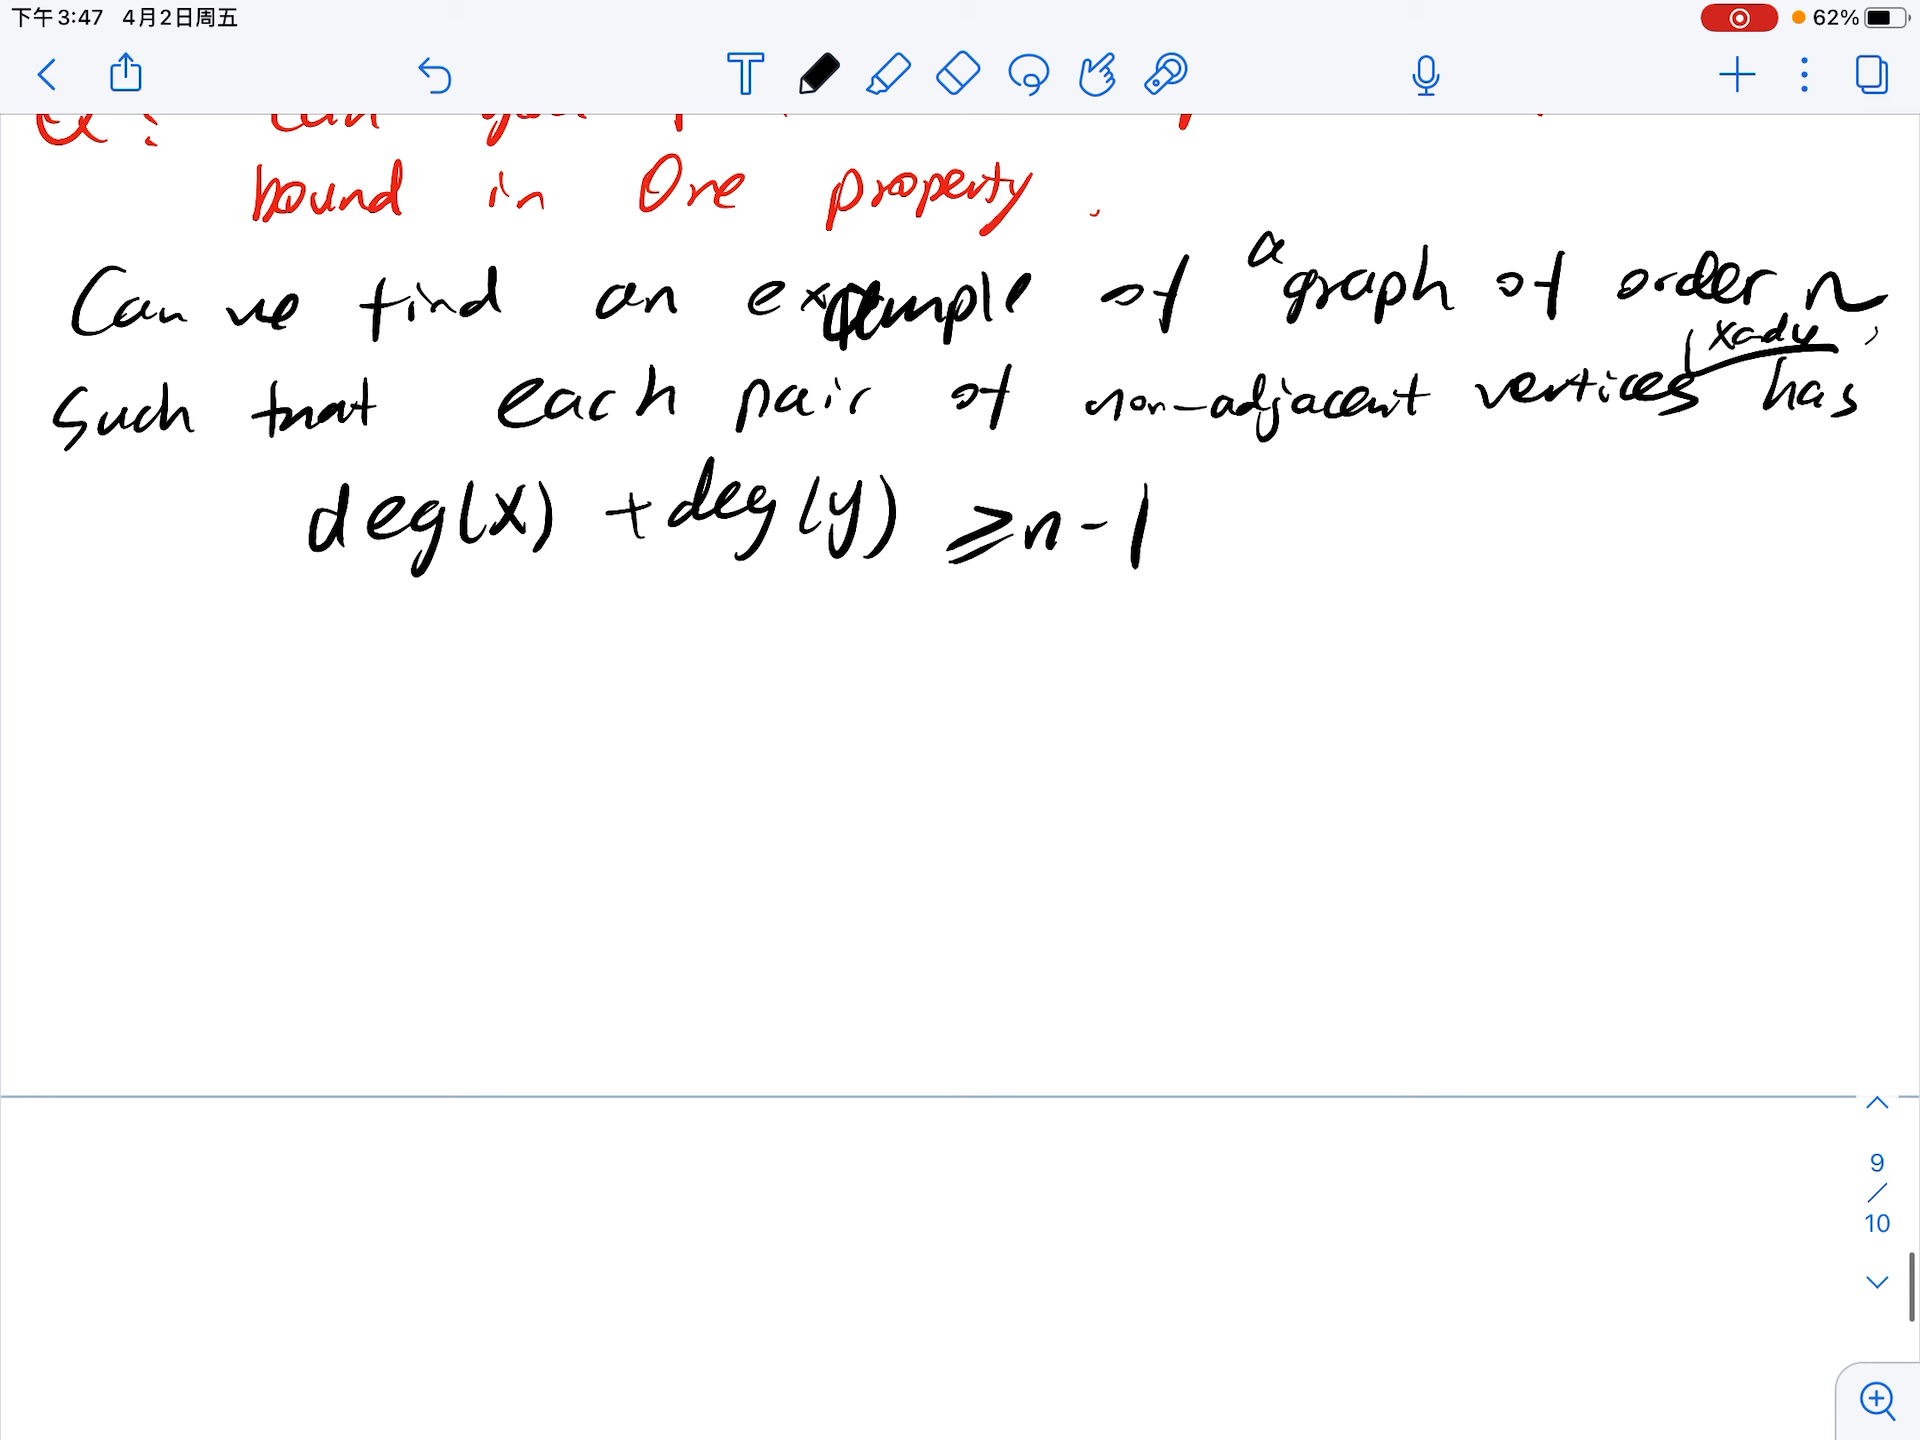 下午3:47 4月2日周五
62%
Q: Can you
bound in Ore property.
Can we find an example of a graph of order n,
such that each pair of non-adjacent vertices x and y has
deg(x) + deg(y) ≥ n-1
9
/
10